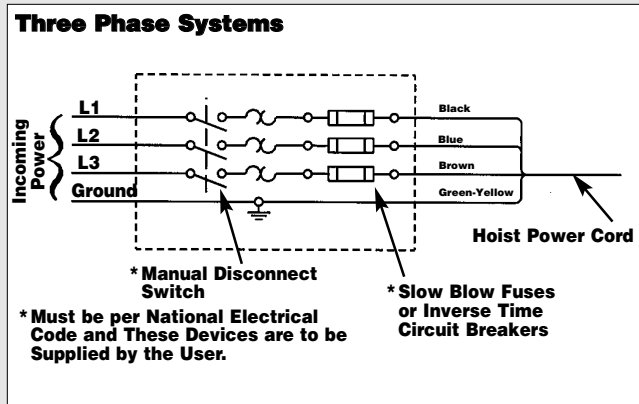 Three Phase Systems
Incoming
Power
L1
L2
L3
Ground
Black
Blue
Brown
Green-Yellow
Hoist Power Cord
* Manual Disconnect
Switch
* Slow Blow Fuses
or Inverse Time
Circuit Breakers
* Must be per National Electrical
Code and These Devices are to be
Supplied by the User.